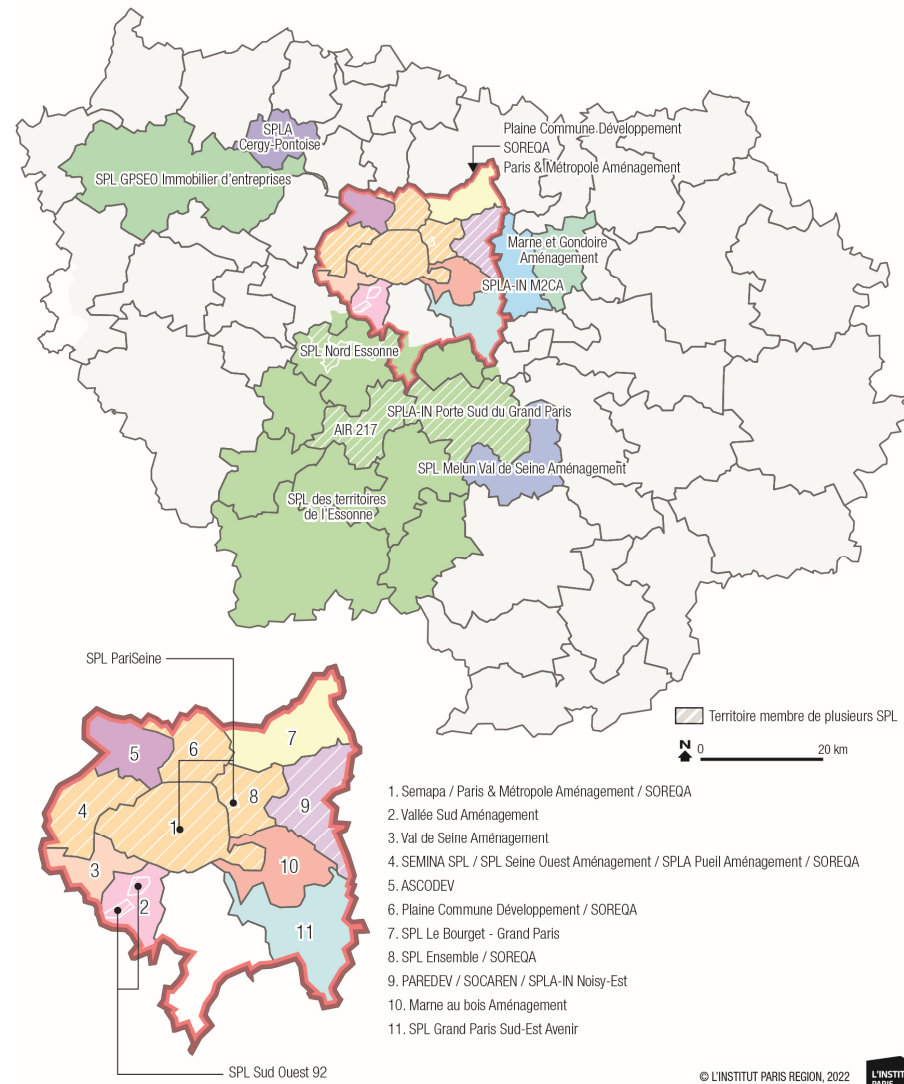 SPLA
Cergy-Pontoise
SPL GPSEO Immobilier d'entreprises
Plaine Commune Développement
SOREQA
Paris & Métropole Aménagement
Marne et Gondoire
Aménagement
SPLA-IN M2CA
SPL Nord Essonne
SPLA-IN Porte Sud du Grand Paris
AIR 217
SPL Melun Val de Seine Aménagement
SPL des territoires
de l'Essonne
SPL PariSeine
Territoire membre de plusieurs SPL
N 0 20 km
5
6
7
4
1
8
9
3
2
10
11
1. Semapa / Paris & Métropole Aménagement / SOREQA
2. Vallée Sud Aménagement
3. Val de Seine Aménagement
4. SEMINA SPL / SPL Seine Ouest Aménagement / SPLA Pueil Aménagement / SOREQA
5. ASCODEV
6. Plaine Commune Développement / SOREQA
7. SPL Le Bourget - Grand Paris
8. SPL Ensemble / SOREQA
9. PAREDEV / SOCAREN / SPLA-IN Noisy-Est
10. Marne au bois Aménagement
11. SPL Grand Paris Sud-Est Avenir
SPL Sud Ouest 92
© L'INSTITUT PARIS REGION, 2022